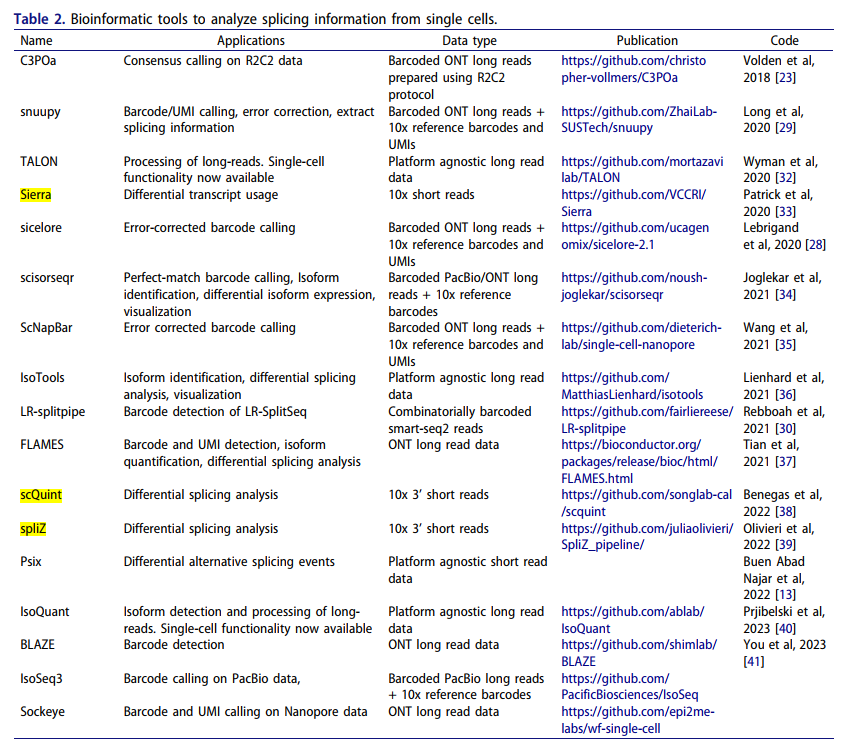 Table 2. Bioinformatic tools to analyze splicing information from single cells.
Name Applications Data type Publication Code
C3POa Consensus calling on R2C2 data Barcoded ONT long reads https://github.com/christo Volden et al,
prepared using R2C2 pher-vollmers/C3POa 2018 [23]
protocol
snuupy Barcode/UMI calling, error correction, extract Barcoded ONT long reads + https://github.com/ZhaiLab- Long et al,
splicing information 10x reference barcodes and SUSTech/snuupy 2020 [29]
UMIs
TALON Processing of long-reads. Single-cell Platform agnostic long read https://github.com/mortazavi Wyman et al,
functionality now available data lab/TALON 2020 [32]
Sierra Differential transcript usage 10x short reads https://github.com/VCCRI/ Patrick et al,
Sierra 2020 [33]
sicelore Error-corrected barcode calling Barcoded ONT long reads + https://github.com/ucagen Lebrigand
10x reference barcodes and omix/sicelore-2.1 et al, 2020 [28]
UMIs
scisorseqr Perfect-match barcode calling, Isoform Barcoded PacBio/ONT long https://github.com/noush- Joglekar et al,
identification, differential isoform expression, reads + 10x reference joglekar/scisorseqr 2021 [34]
visualization barcodes
ScNapBar Error corrected barcode calling Barcoded ONT long reads + https://github.com/dieterich- Wang et al,
10x reference barcodes and lab/single-cell-nanopore 2021 [35]
UMIs
IsoTools Isoform identification, differential splicing Platform agnostic long read https://github.com/ Lienhard et al,
analysis, visualization data MatthiasLienhard/isotools 2021 [36]
LR-splitpipe Barcode detection of LR-SplitSeq Combinatorially barcoded https://github.com/fairliereese/ Rebboah et al,
smart-seq2 reads LR-splitpipe 2021 [30]
FLAMES Barcode and UMI detection, isoform ONT long read data https://bioconductor.org/ Tian et al,
quantification, differential splicing analysis packages/release/bioc/html/ 2021 [37]
FLAMES.html
scQuint Differential splicing analysis 10x 3’ short reads https://github.com/songlab-cal Benegas et al,
/scquint 2022 [38]
spliZ Differential splicing analysis 10x 3’ short reads https://github.com/juliaolivieri/ Olivieri et al,
SpliZ_pipeline/ 2022 [39]
Psix Differential alternative splicing events Platform agnostic short read Buen Abad
data Najar et al,
2022 [13]
IsoQuant Isoform detection and processing of long- Platform agnostic long read https://github.com/ablab/ Prjibelski et al,
reads. Single-cell functionality now available data IsoQuant 2023 [40]
BLAZE Barcode detection ONT long read data https://github.com/shimlab/ You et al, 2023
BLAZE [41]
IsoSeq3 Barcode calling on PacBio data, Barcoded PacBio long reads https://github.com/
+ 10x reference barcodes PacificBiosciences/IsoSeq
Sockeye Barcode and UMI calling on Nanopore data ONT long read data https://github.com/epi2me-
labs/wf-single-cell